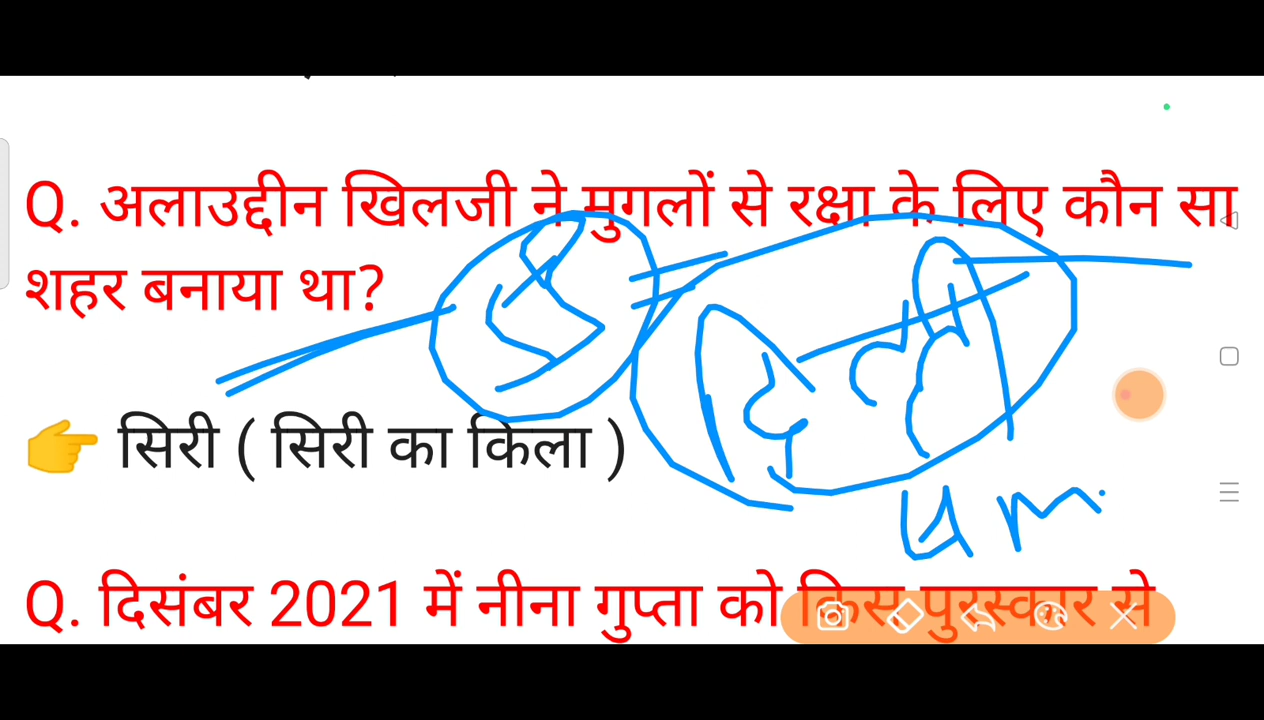 Q. अलाउद्दीन खिलजी ने मुगलों से रक्षा के लिए कौन सा
शहर बनाया था?
👉 सिरी ( सिरी का किला )
Q. दिसंबर 2021 में नीना गुप्ता को किस पुरस्कार से